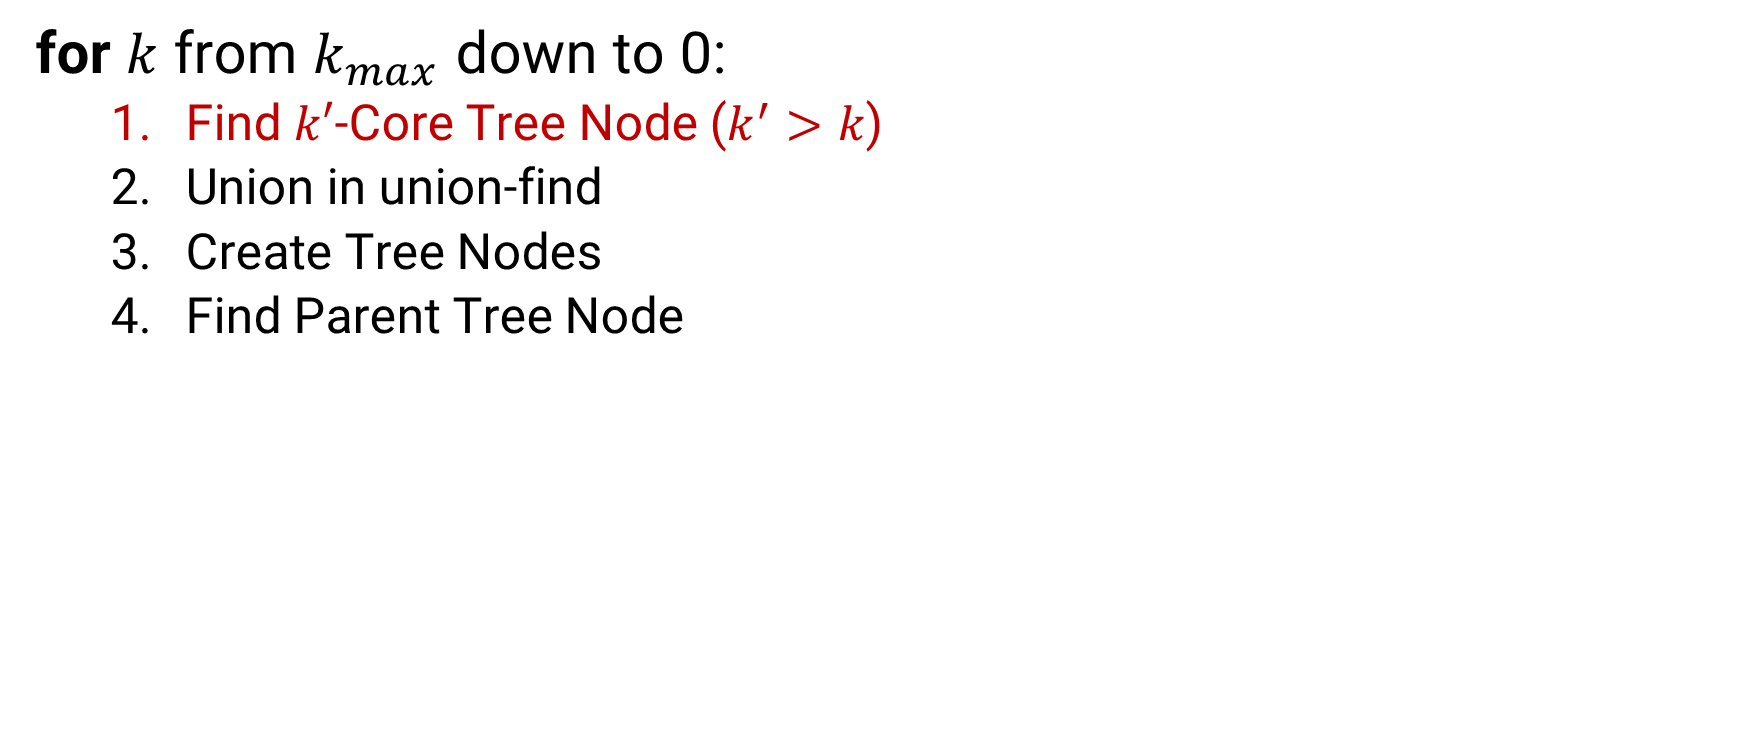 for k from kₘₐₓ down to 0:
1. Find k′-Core Tree Node (k′ > k)
2. Union in union-find
3. Create Tree Nodes
4. Find Parent Tree Node